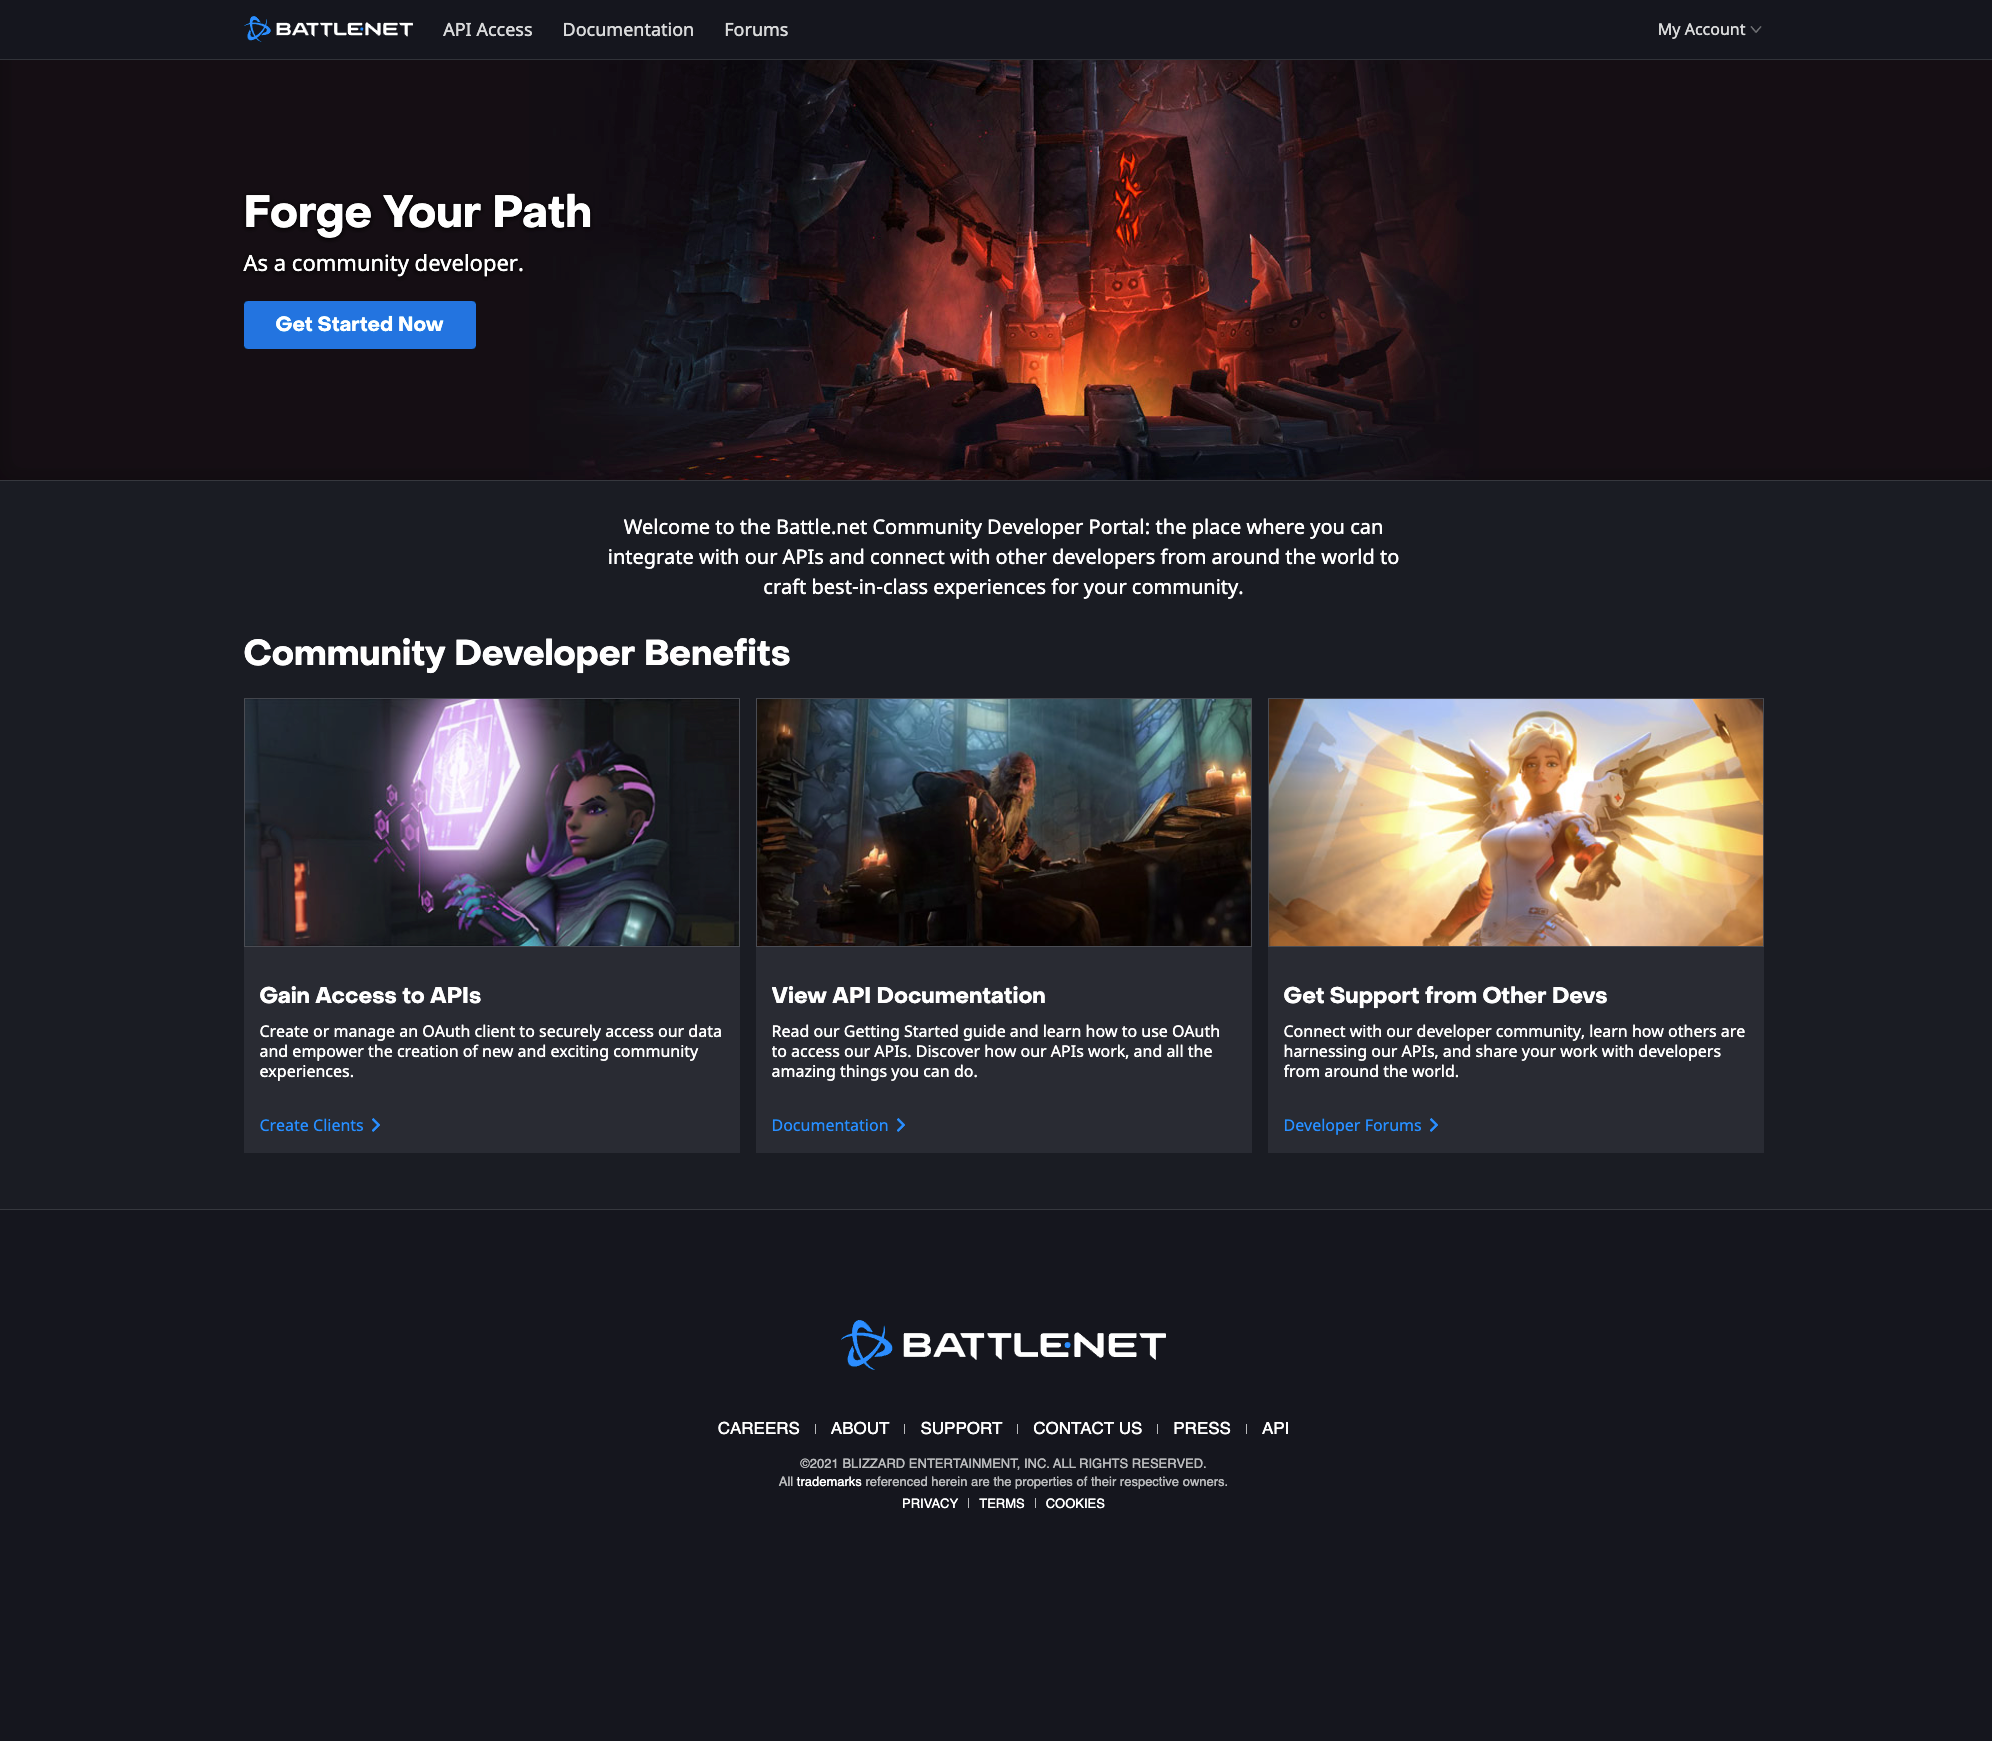 BATTLE.NET API Access Documentation Forums My Account
Forge Your Path
As a community developer.
Get Started Now
Welcome to the Battle.net Community Developer Portal: the place where you can
integrate with our APIs and connect with other developers from around the world to
craft best-in-class experiences for your community.
Community Developer Benefits
Gain Access to APIs
Create or manage an OAuth client to securely access our data
and empower the creation of new and exciting community
experiences.
Create Clients
View API Documentation
Read our Getting Started guide and learn how to use OAuth
to access our APIs. Discover how our APIs work, and all the
amazing things you can do.
Documentation
Get Support from Other Devs
Connect with our developer community, learn how others are
harnessing our APIs, and share your work with developers
from around the world.
Developer Forums
BATTLE.NET
CAREERS | ABOUT | SUPPORT | CONTACT US | PRESS | API
©2021 BLIZZARD ENTERTAINMENT, INC. ALL RIGHTS RESERVED.
All trademarks referenced herein are the properties of their respective owners.
PRIVACY | TERMS | COOKIES